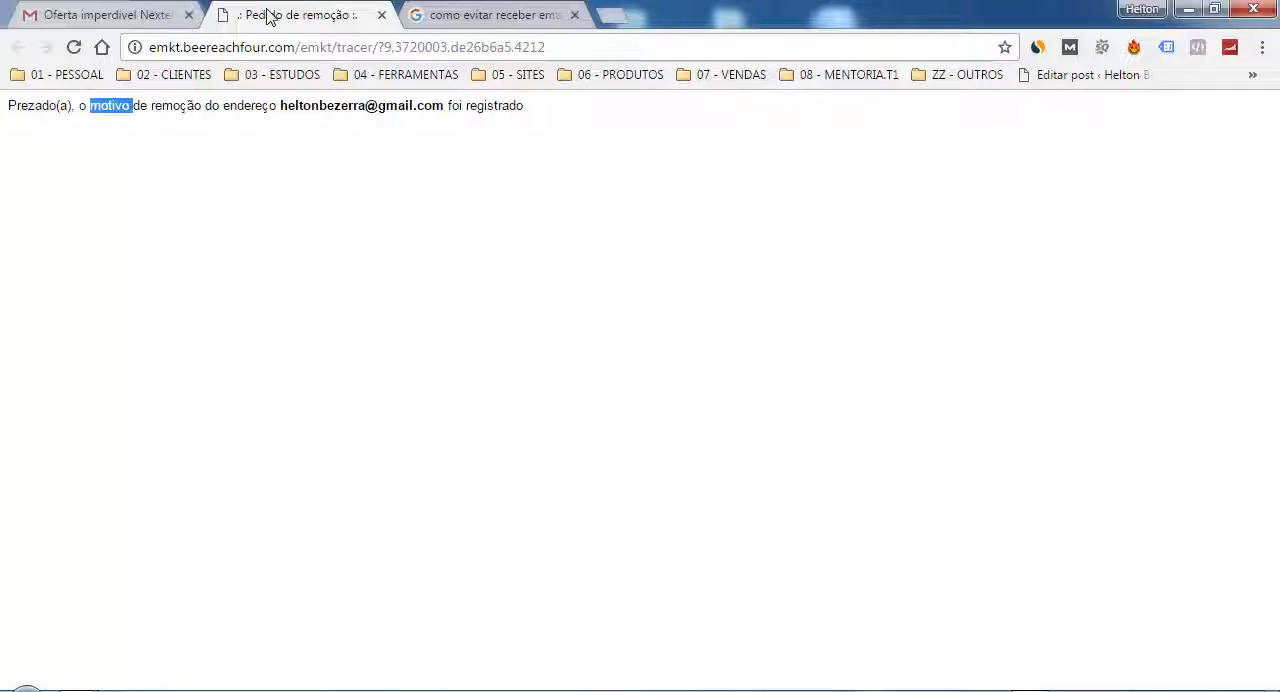 Oferta imperdível Nexte
.: Pedido de remoção :.
como evitar receber ema
Helton
emkt.beereachfour.com/emkt/tracer/?9,3720003.de26b6a5.4212
01 - PESSOAL
02 - CLIENTES
03 - ESTUDOS
04 - FERRAMENTAS
05 - SITES
06 - PRODUTOS
07 - VENDAS
08 - MENTORIA.T1
ZZ - OUTROS
Editar post ‹ Helton B
»
Prezado(a), o motivo de remoção do endereço heltonbezerra@gmail.com foi registrado